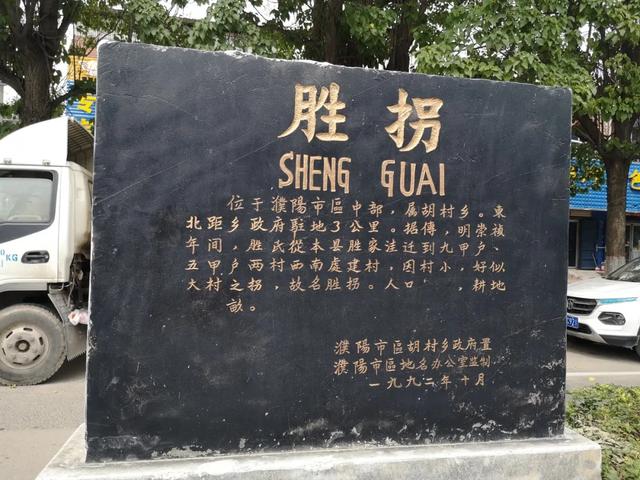 胜拐
SHENG GUAI
位于濮陽市區中部，属胡村乡。東
北距乡政府駐地3公里。据傳，明崇禎
年间，胜氏從本县胜家洼迁到九甲户、
五甲户两村西南處建村，因村小，好似
大村之拐，故名胜拐。人口　，耕地
畝。
濮陽市區胡村乡政府置
濮陽市區地名办公室监制
一九九二年十月
KG